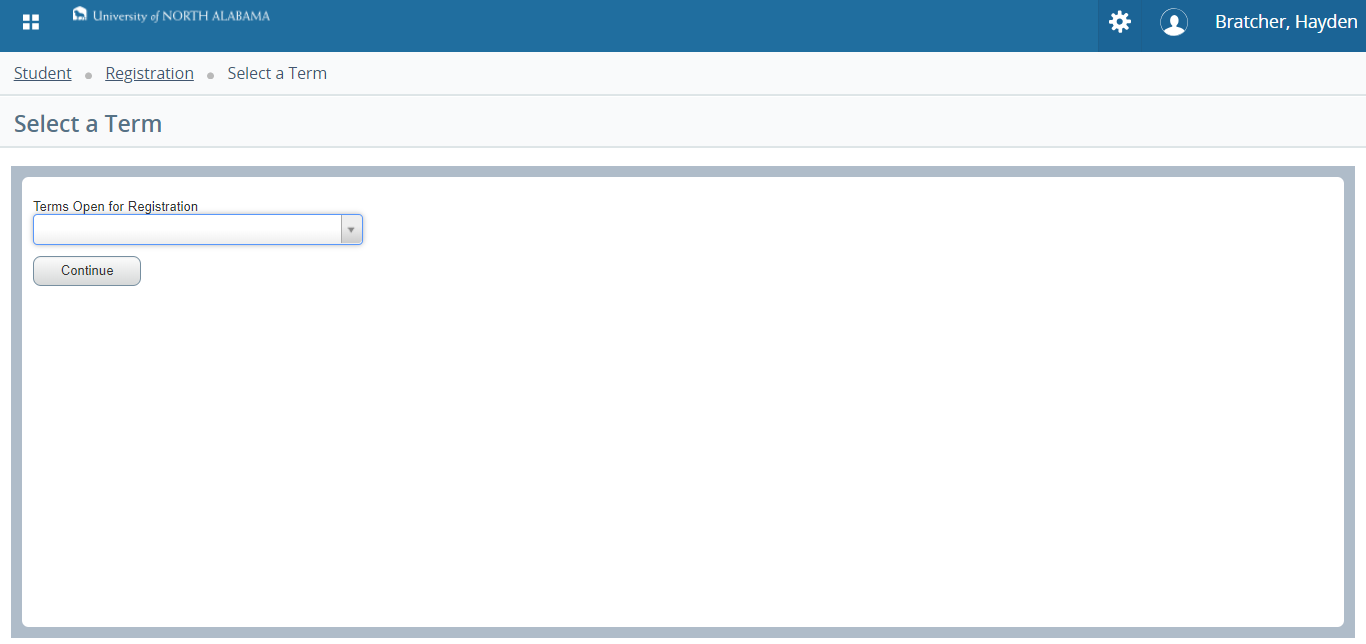 University of NORTH ALABAMA
Bratcher, Hayden
Student Registration Select a Term
Select a Term
Terms Open for Registration
Continue